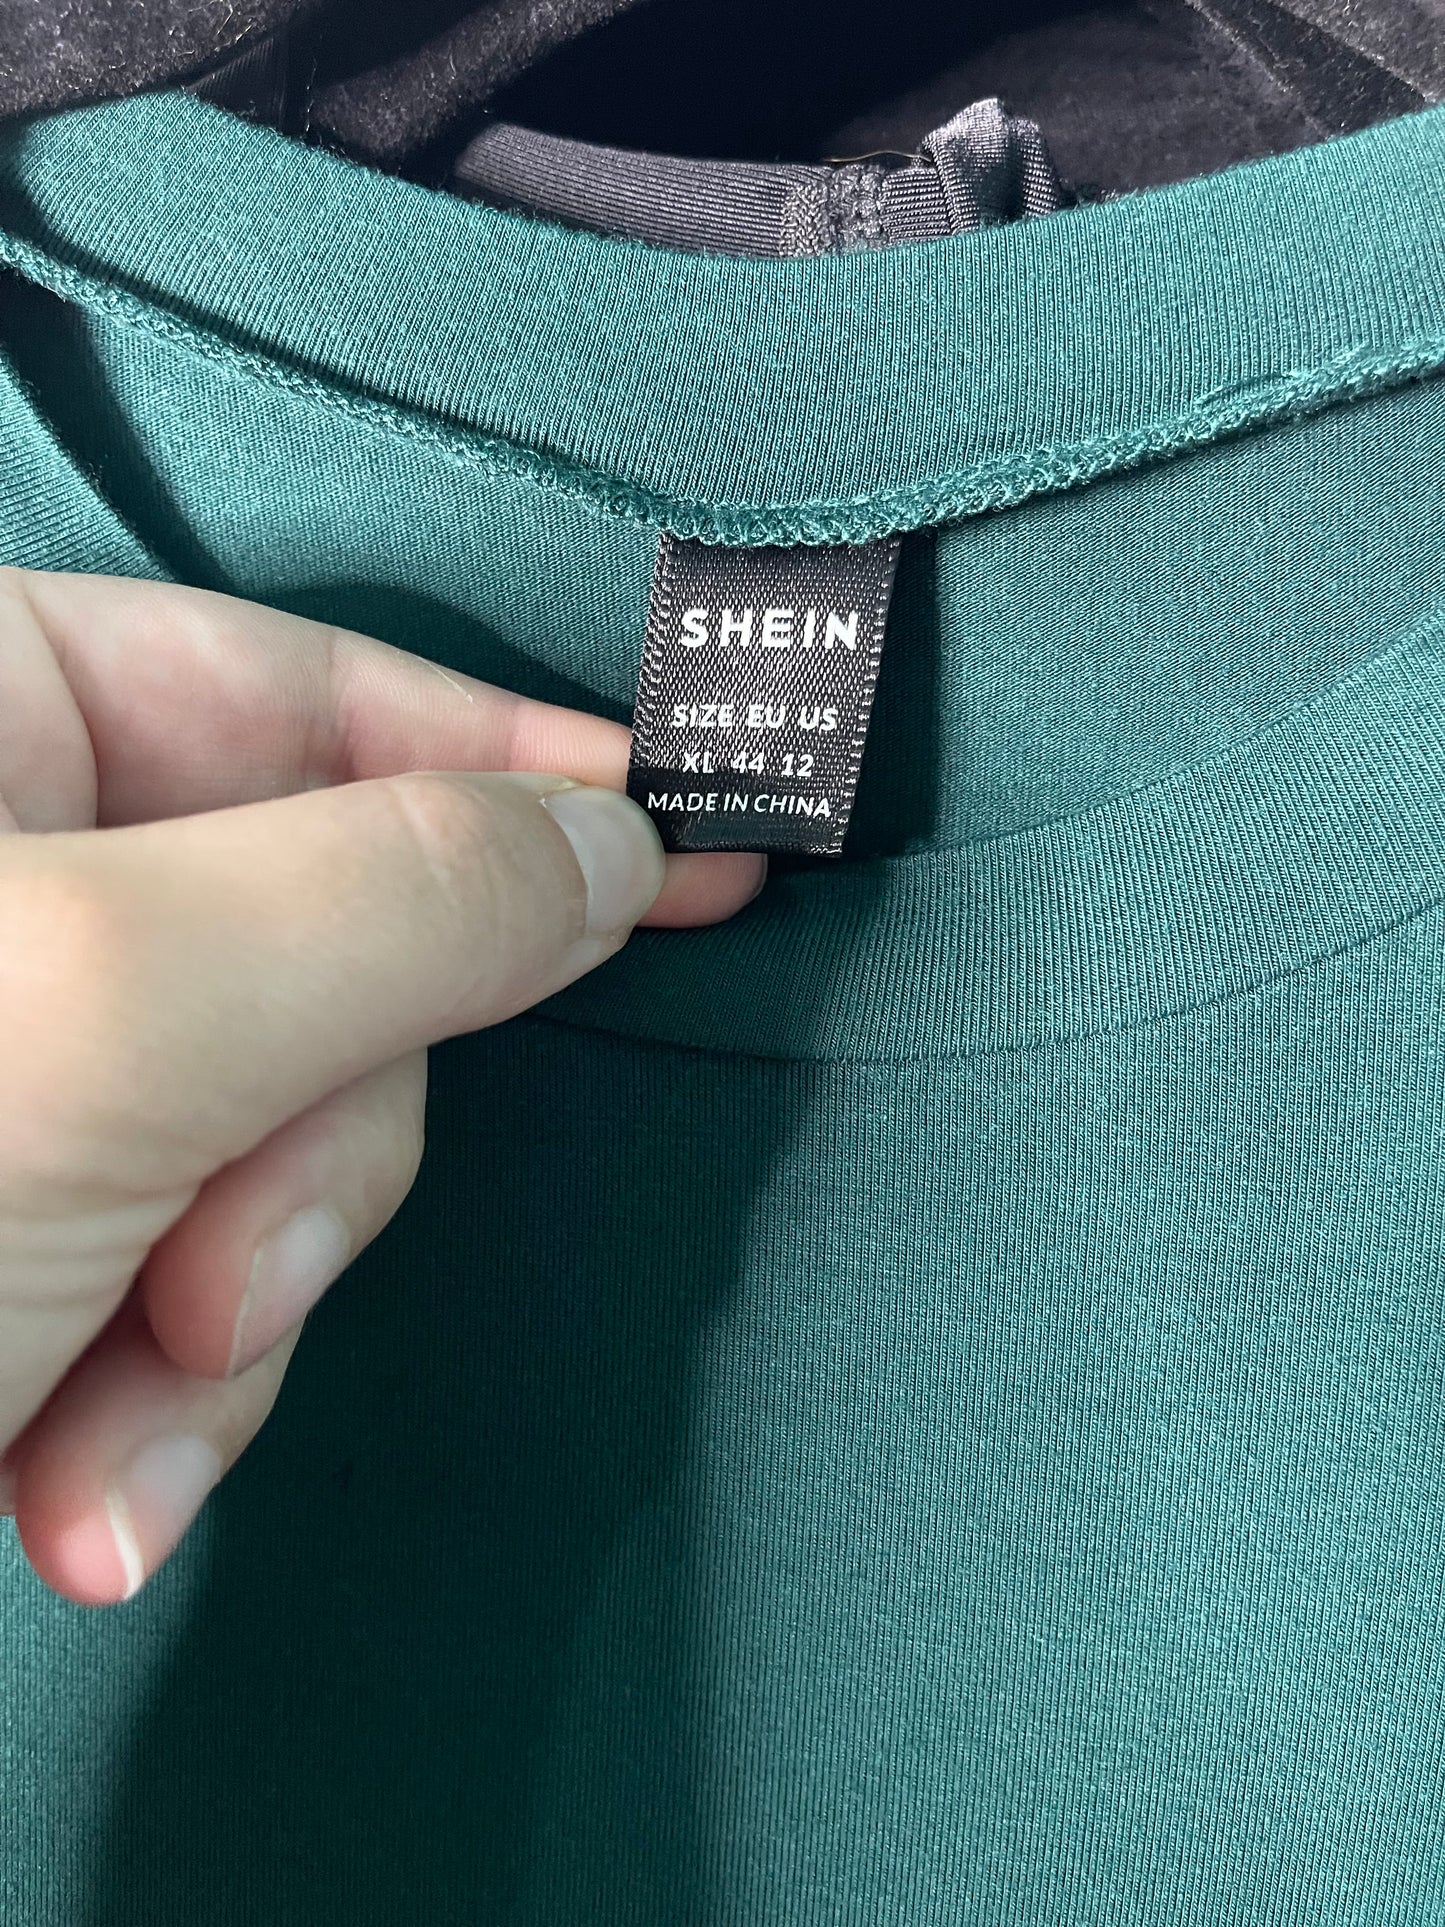 SHEIN
SIZE EU US
XL 44 12
MADE IN CHINA